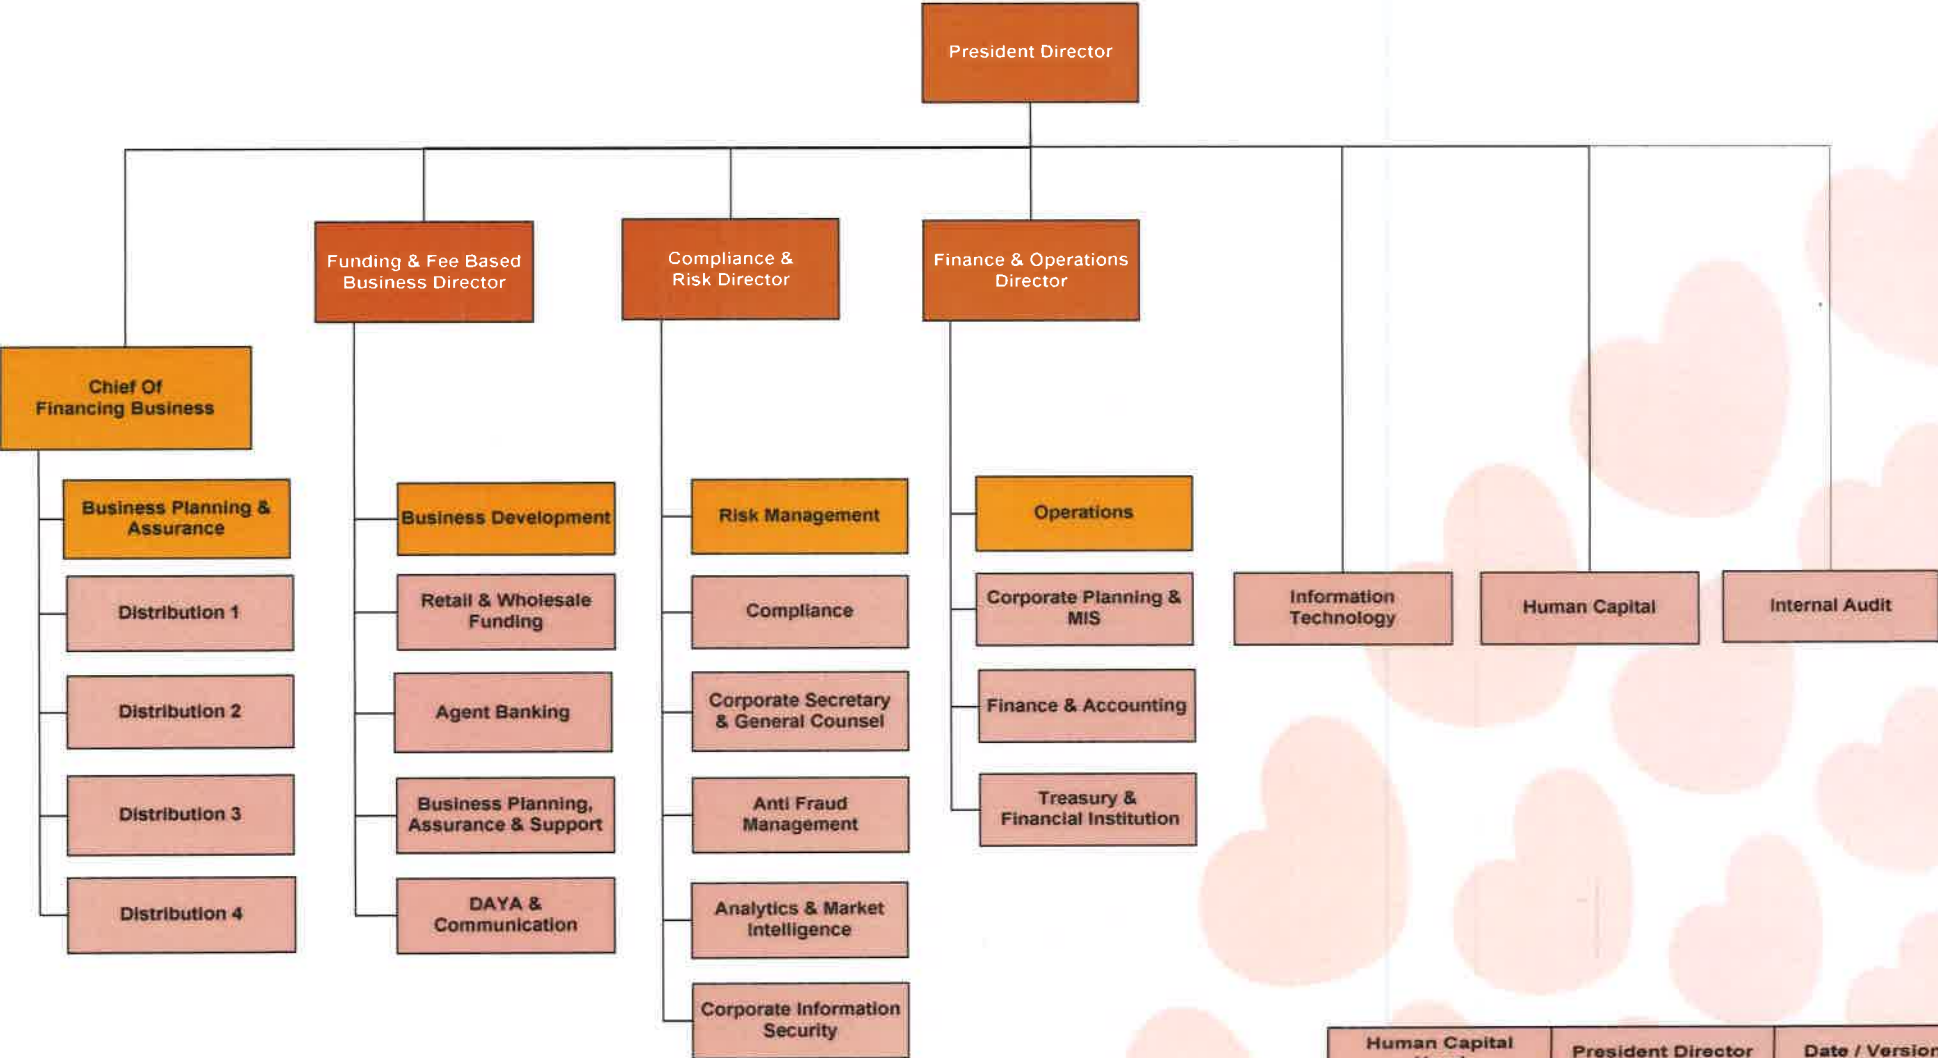 President Director
Funding & Fee Based
Business Director
Compliance &
Risk Director
Finance & Operations
Director
Chief Of
Financing Business
Business Planning &
Assurance
Distribution 1
Distribution 2
Distribution 3
Distribution 4
Business Development
Retail & Wholesale
Funding
Agent Banking
Business Planning,
Assurance & Support
DAYA &
Communication
Risk Management
Compliance
Corporate Secretary
& General Counsel
Anti Fraud
Management
Analytics & Market
Intelligence
Corporate Information
Security
Operations
Corporate Planning &
MIS
Finance & Accounting
Treasury &
Financial Institution
Information
Technology
Human Capital
Internal Audit
Human Capital
President Director
Date / Version